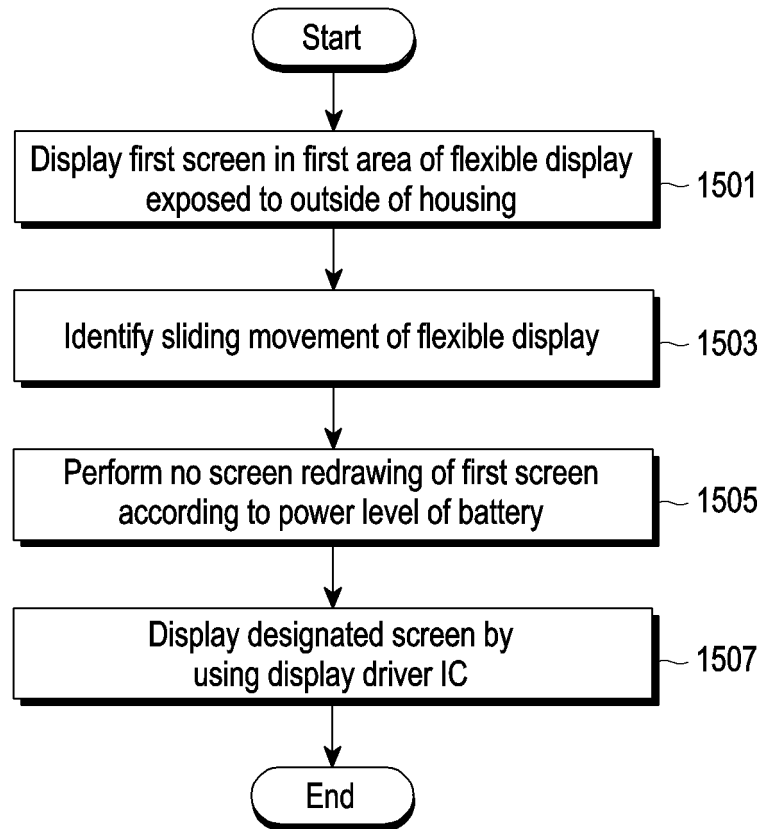 Start
Display first screen in first area of flexible display
exposed to outside of housing
1501
Identify sliding movement of flexible display
1503
Perform no screen redrawing of first screen
according to power level of battery
1505
Display designated screen by
using display driver IC
1507
End